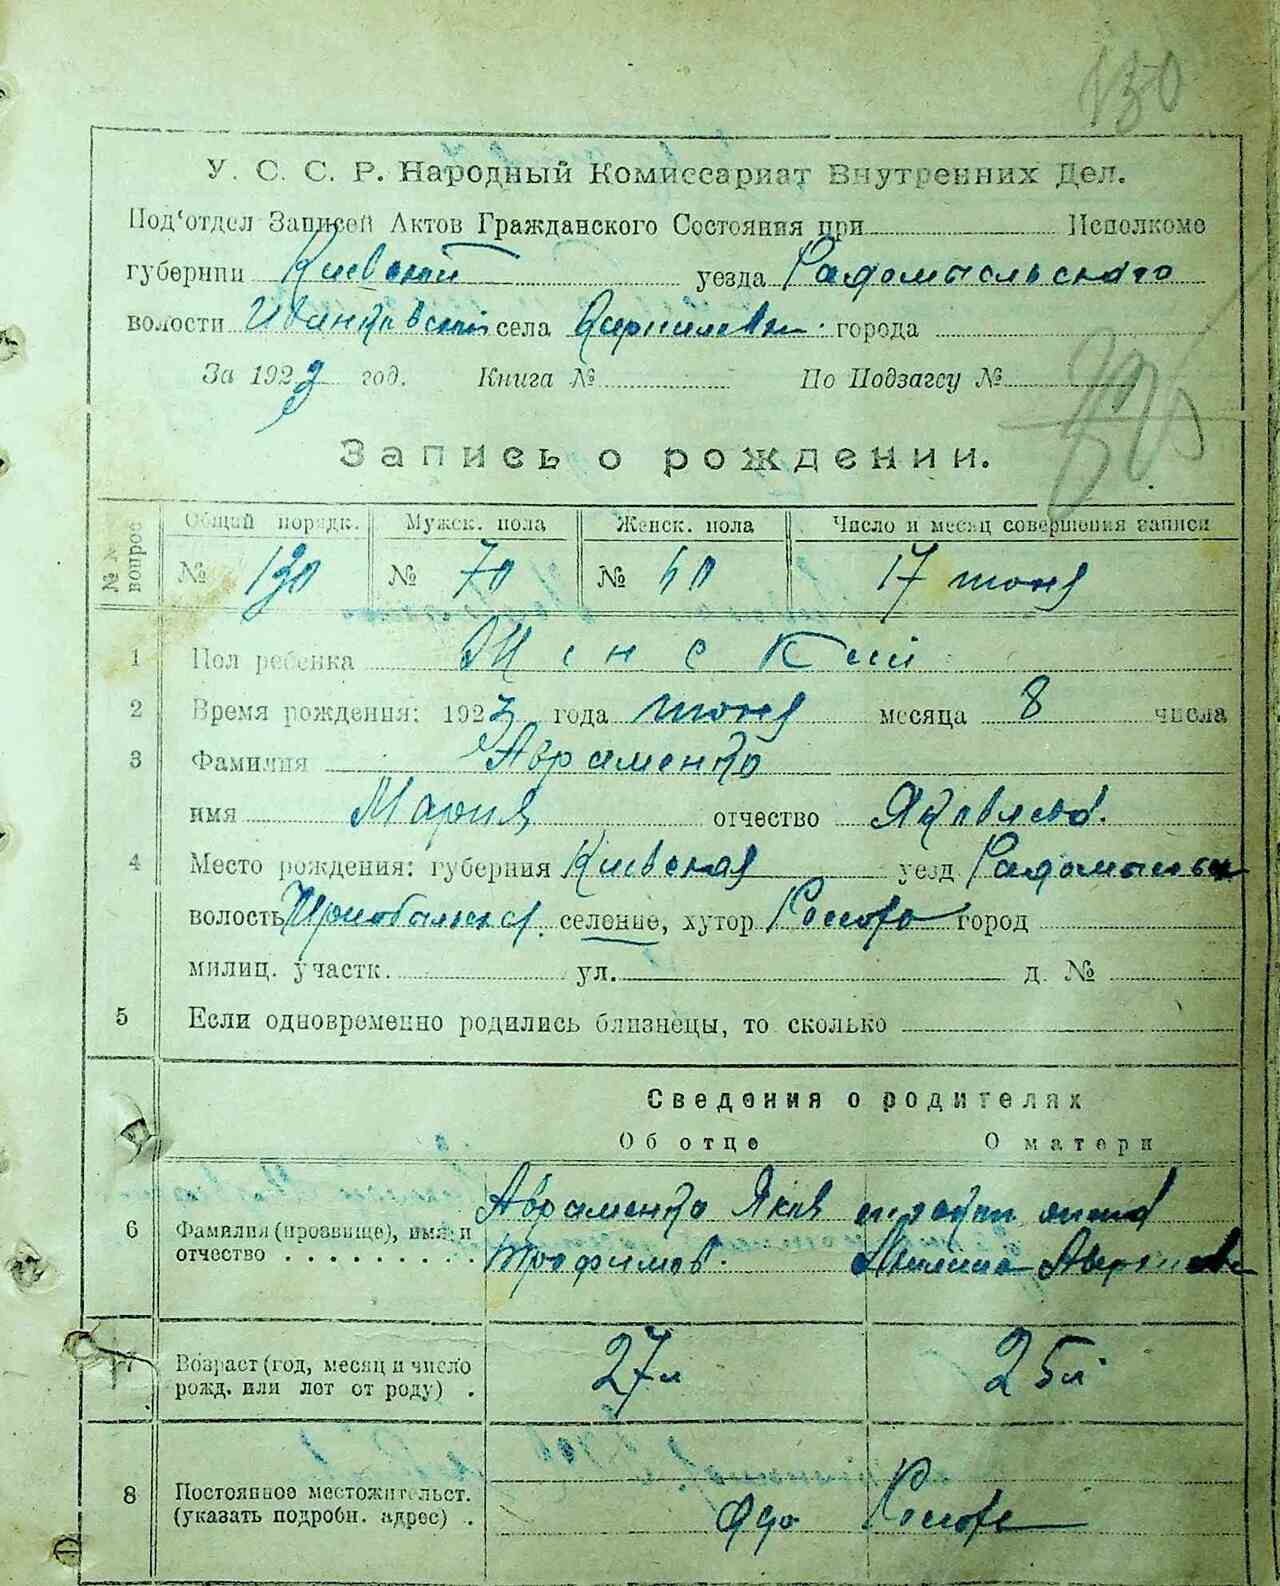 130
У. С. С. Р. Народный Комиссариат Внутренних Дел.
Под‘отдел Записей Актов Гражданского Состояния при Исполкоме
губернии Киевской уезда Радомысльского
волости Иванковской села города
За 1923 год. Книга № По Подзагсу №
Запись о рождении.
№ № вопрос Общий порядк. Мужск. пола Женск. пола Число и месяц совершения записи
№ 130 № 70 № 60 17 июня
1 Пол ребенка Женский
2 Время рождения: 1923 года июня месяца 8 числа
3 Фамилия Авраменко
имя Мария отчество Яковлевн.
4 Место рождения: губерния Киевская уезд Радомысльск
волость селение, хутор город
милиц. участк. ул. д. №
5 Если одновременно родились близнецы, то сколько
Сведения о родителях
Об отце О матери
6 Фамилия (прозвище), имя и отчество . . . . . . . . . Авраменко Яков
Трофимов.
7 Возраст (год, месяц и число рожд. или лет от роду) . 27 л 25 л
8 Постоянное местожительст. (указать подробн. адрес) .